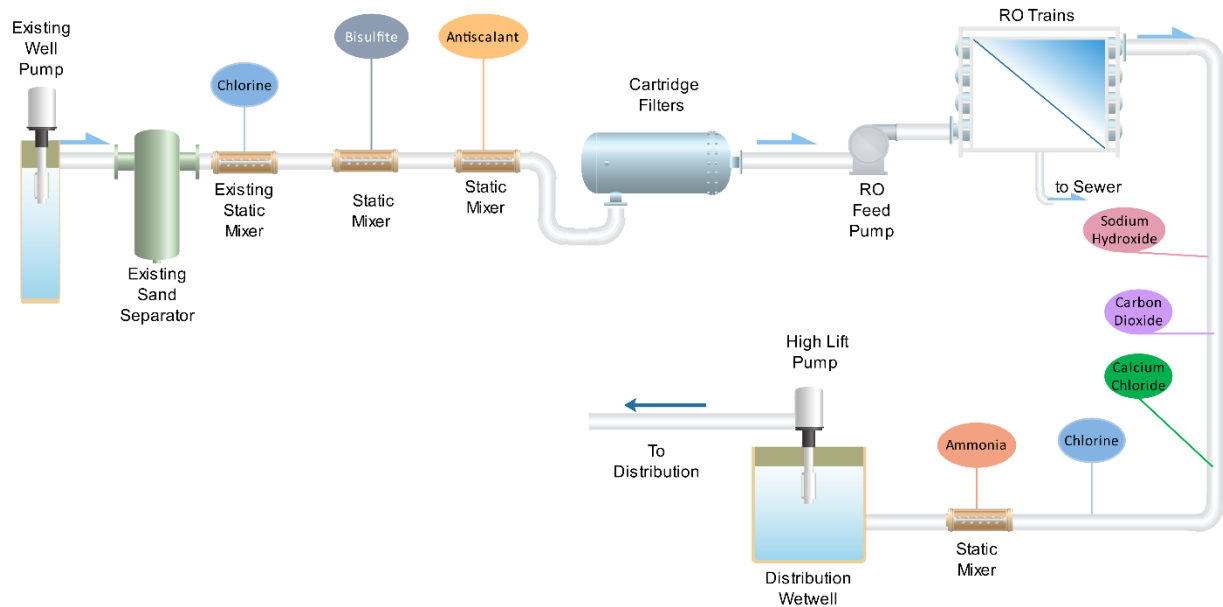 Existing
Well
Pump
Existing
Sand
Separator
Chlorine
Existing
Static
Mixer
Bisulfite
Static
Mixer
Antiscalant
Static
Mixer
Cartridge
Filters
RO
Feed
Pump
RO Trains
to Sewer
Sodium
Hydroxide
Carbon
Dioxide
Calcium
Chloride
Chlorine
Ammonia
Static
Mixer
High Lift
Pump
Distribution
Wetwell
To
Distribution